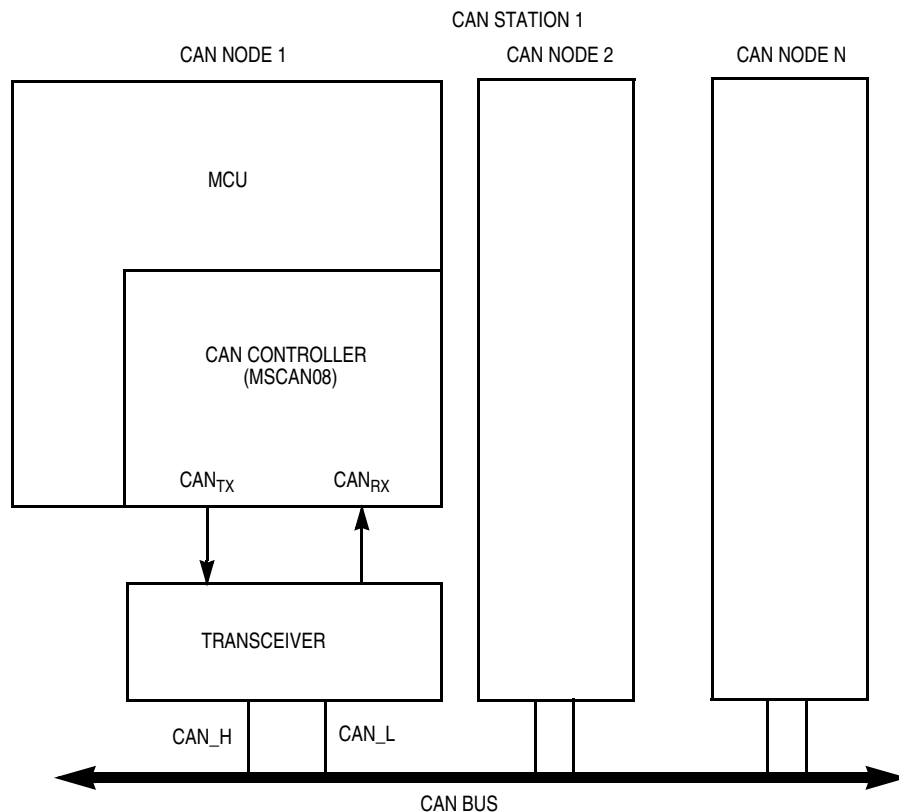 CAN STATION 1
CAN NODE 1
CAN NODE 2
CAN NODE N
MCU
CAN CONTROLLER
(MSCAN08)
CANTX
CANRX
TRANSCEIVER
CAN_H
CAN_L
CAN BUS